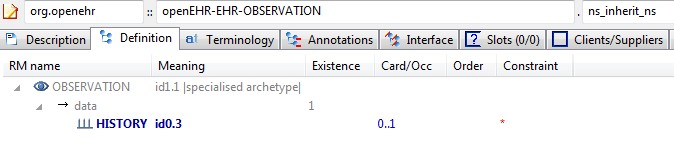 org.openehr :: openEHR-EHR-OBSERVATION . ns_inherit_ns
Description Definition Terminology Annotations Interface Slots (0/0) Clients/Suppliers
RM name Meaning Existence Card/Occ Order Constraint
OBSERVATION id1.1 |specialised archetype|
data 1
HISTORY id0.3 0..1 *